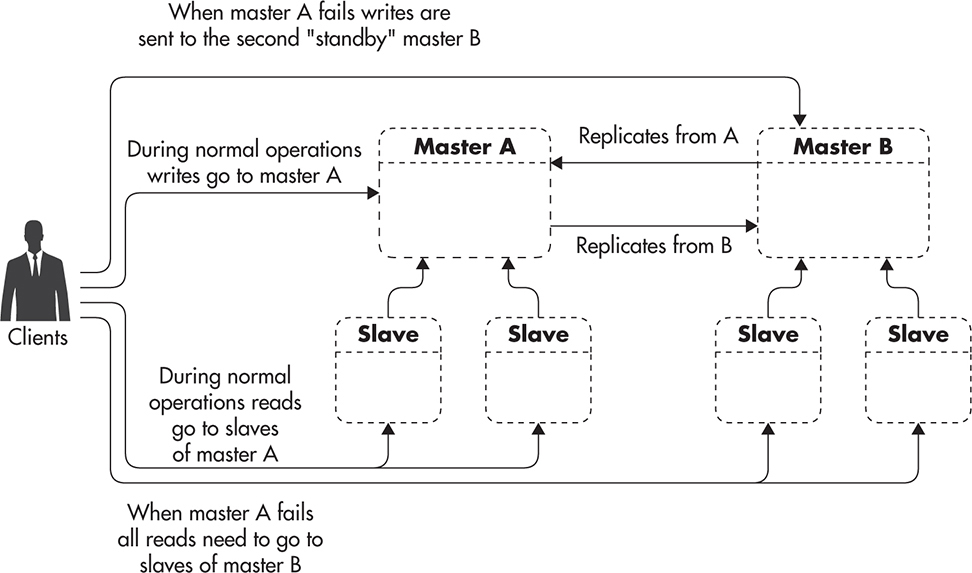 When master A fails writes are
sent to the second "standby" master B
During normal operations
writes go to master A
Master A
Replicates from A
Master B
Replicates from B
Clients
Slave
Slave
Slave
Slave
During normal
operations reads
go to slaves
of master A
When master A fails
all reads need to go to
slaves of master B